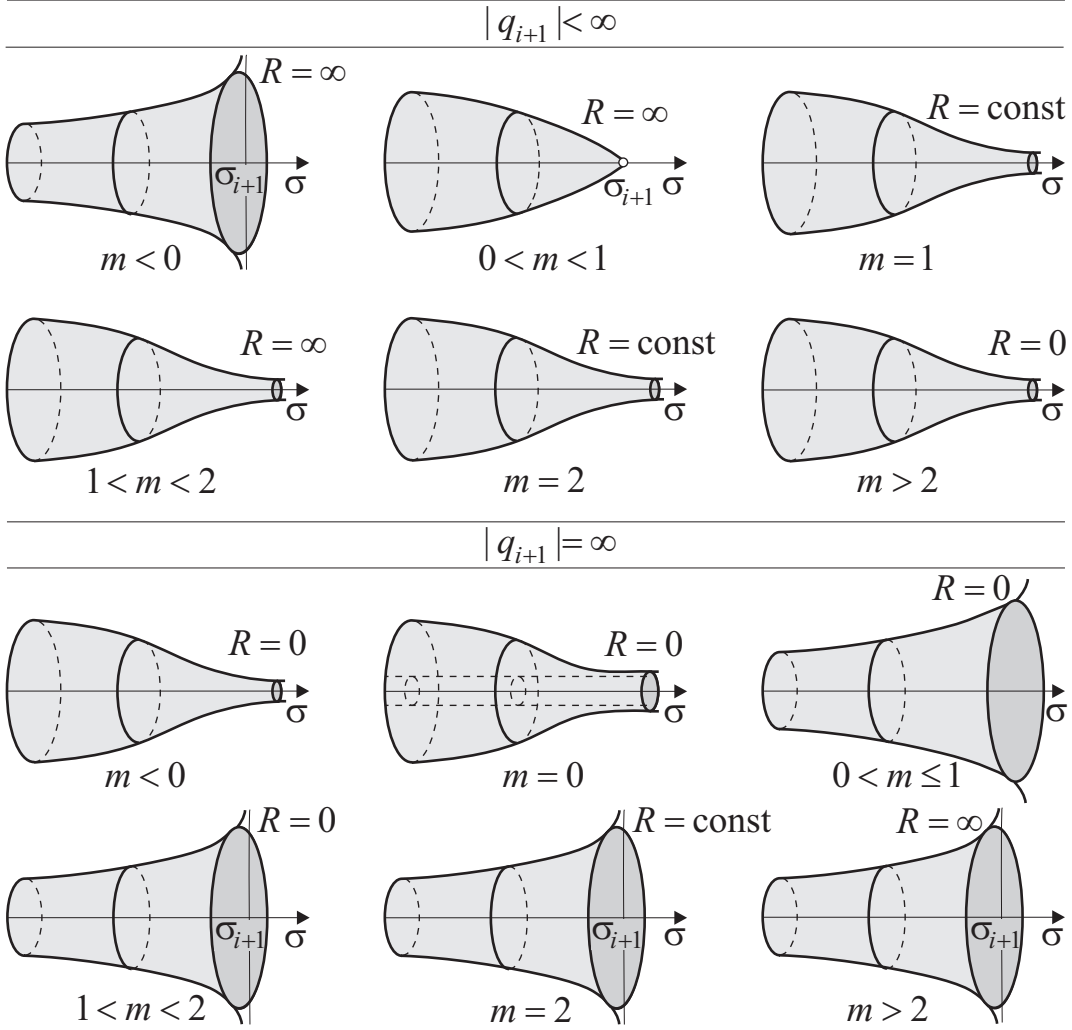 | q_{i+1} |< ∞
R = ∞
R = ∞
R = const
σ_{i+1} σ
σ_{i+1} σ
σ
m < 0
0 < m < 1
m = 1
R = ∞
R = const
R = 0
σ
σ
σ
1 < m < 2
m = 2
m > 2
| q_{i+1} |= ∞
R = 0
R = 0
R = 0
σ
σ
σ
m < 0
m = 0
0 < m ≤ 1
R = 0
R = const
R = ∞
σ_{i+1} σ
σ_{i+1} σ
σ_{i+1} σ
1 < m < 2
m = 2
m > 2